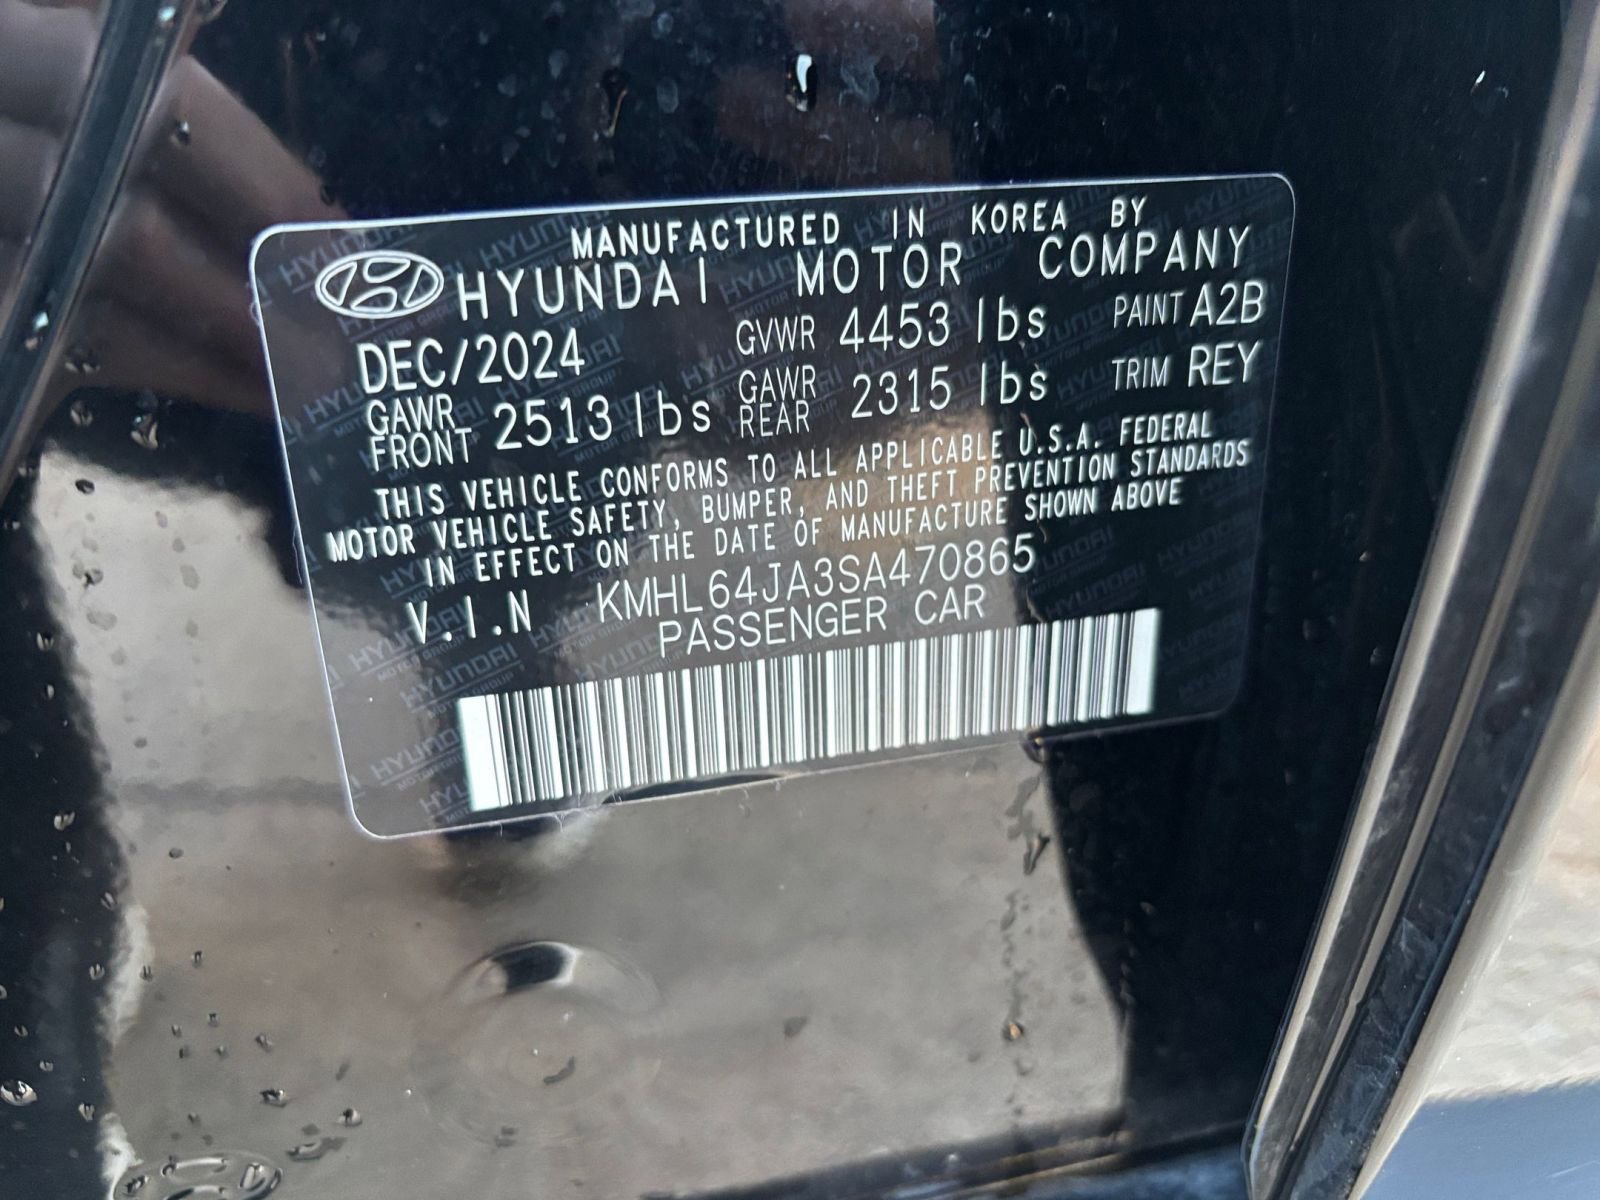 MANUFACTURED IN KOREA BY
HYUNDAI MOTOR COMPANY
DEC/2024 GVWR 4453 lbs PAINT A2B
GAWR FRONT 2513 lbs GAWR REAR 2315 lbs TRIM REY
THIS VEHICLE CONFORMS TO ALL APPLICABLE U.S.A. FEDERAL
MOTOR VEHICLE SAFETY, BUMPER, AND THEFT PREVENTION STANDARDS
IN EFFECT ON THE DATE OF MANUFACTURE SHOWN ABOVE
V.I.N KMHL64JA3SA470865
PASSENGER CAR